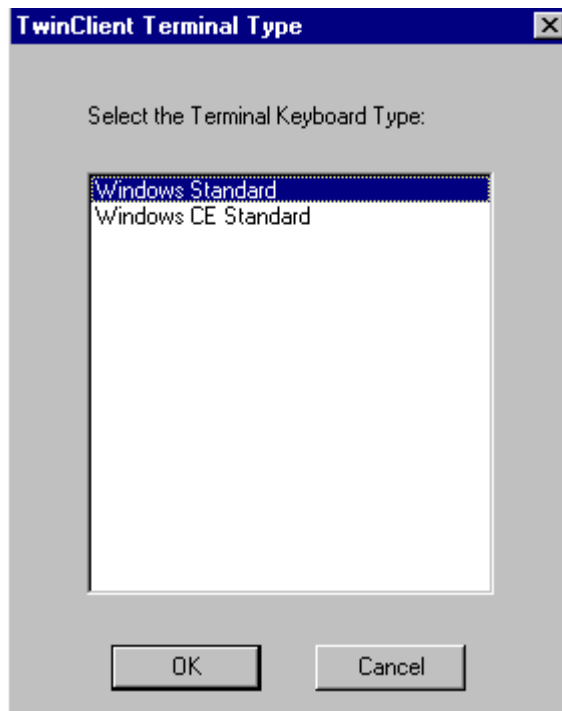 TwinClient Terminal Type
Select the Terminal Keyboard Type:
Windows Standard
Windows CE Standard
OK Cancel